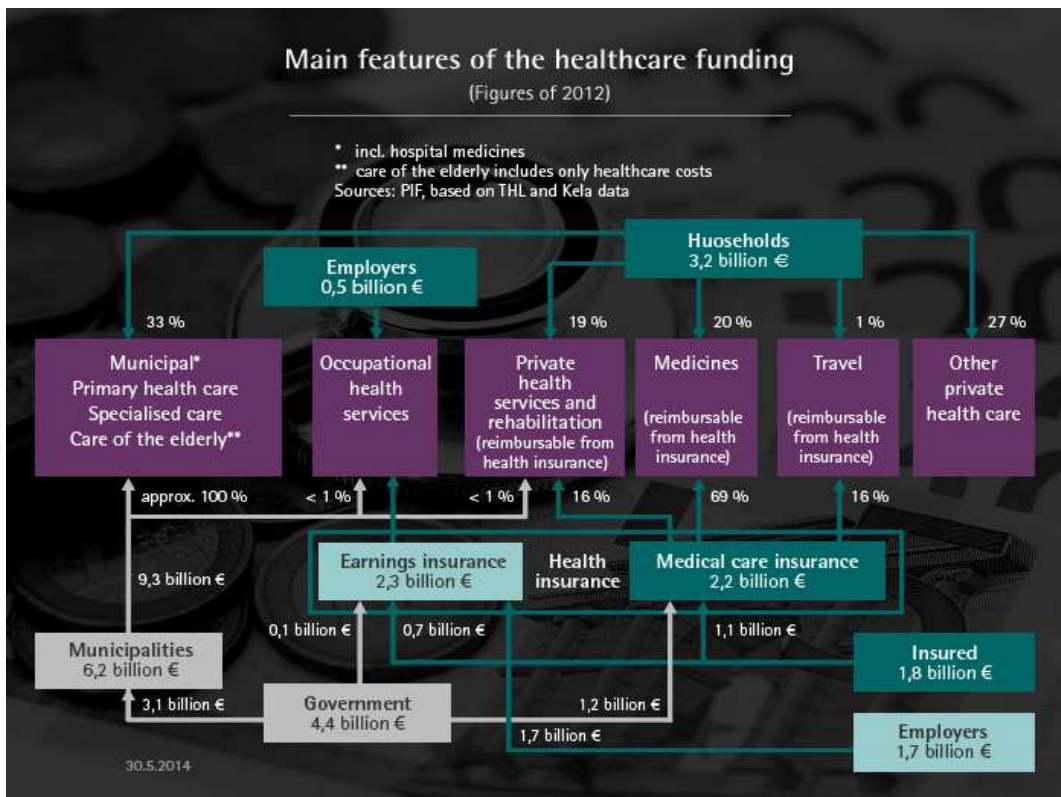 Main features of the healthcare funding
(Figures of 2012)
* incl. hospital medicines
** care of the elderly includes only healthcare costs
Sources: PIF, based on THL and Kela data
Huoseholds
3,2 billion €
Employers
0,5 billion €
33 %
19 %
20 %
1 %
27 %
Municipal*
Primary health care
Specialised care
Care of the elderly**
Occupational
health
services
Private
health
services and
rehabilitation
(reimbursable from
health insurance)
Medicines
(reimbursable
from health
insurance)
Travel
(reimbursable
from health
insurance)
Other
private
health care
approx. 100 %
< 1 %
< 1 %
16 %
69 %
16 %
Earnings insurance
2,3 billion €
Health
insurance
Medical care insurance
2,2 billion €
9,3 billion €
0,1 billion €
0,7 billion €
1,1 billion €
Municipalities
6,2 billion €
Insured
1,8 billion €
3,1 billion €
Government
4,4 billion €
1,2 billion €
1,7 billion €
Employers
1,7 billion €
30.5.2014